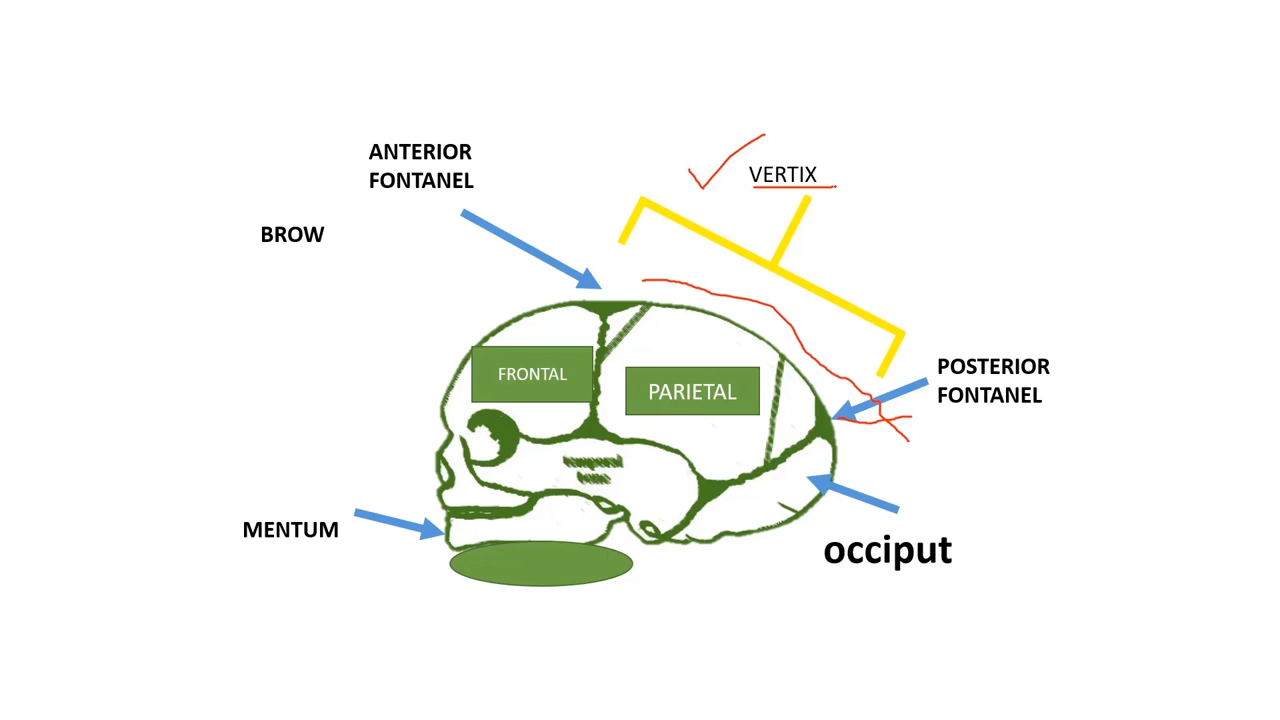 ANTERIOR
FONTANEL
VERTIX
BROW
FRONTAL
PARIETAL
POSTERIOR
FONTANEL
MENTUM
occiput